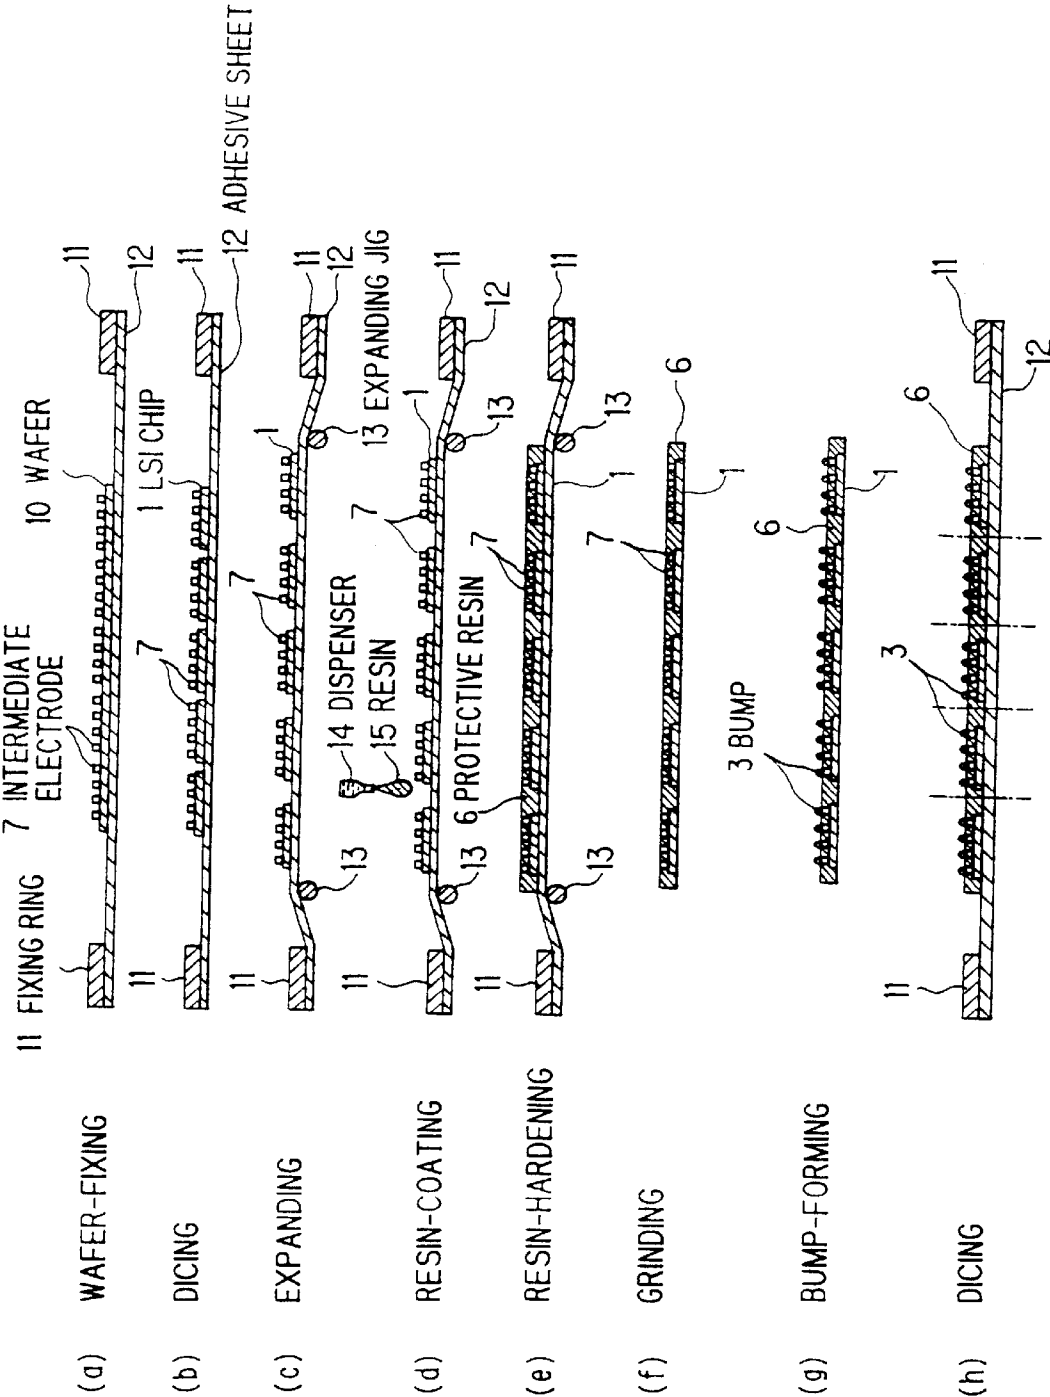 11 FIXING RING
7 INTERMEDIATE
ELECTRODE
10 WAFER
11
12
(a) WAFER-FIXING
1 LSI CHIP
7
11
11
12 ADHESIVE SHEET
(b) DICING
1
7
11
11
12
13
13 EXPANDING JIG
(c) EXPANDING
14 DISPENSER
15 RESIN
7
1
11
11
12
13
13
(d) RESIN-COATING
6 PROTECTIVE RESIN
7
11
11
13
13
1
(e) RESIN-HARDENING
7
6
1
(f) GRINDING
3 BUMP
6
1
(g) BUMP-FORMING
11
3
6
11
12
(h) DICING